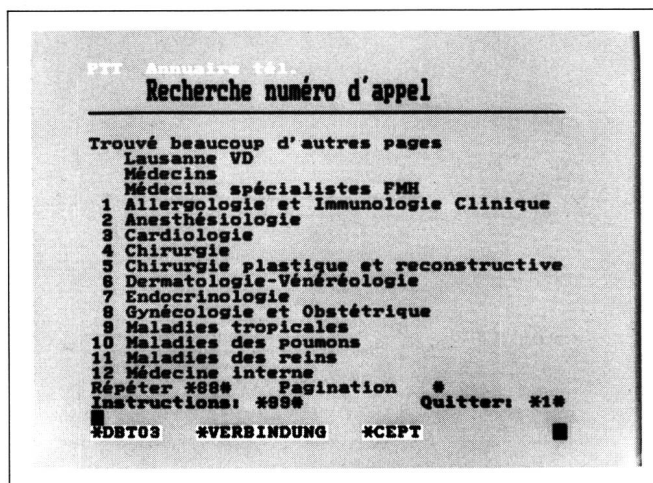 PTT Annuaire tél.
Recherche numéro d'appel
Trouvé beaucoup d'autres pages
Lausanne VD
Médecins
Médecins spécialistes FMH
1 Allergologie et Immunologie Clinique
2 Anesthésiologie
3 Cardiologie
4 Chirurgie
5 Chirurgie plastique et reconstructive
6 Dermatologie-Vénéréologie
7 Endocrinologie
8 Gynécologie et Obstétrique
9 Maladies tropicales
10 Maladies des poumons
11 Maladies des reins
12 Médecine interne
Répéter *88# Pagination #
Instructions: *99# Quitter: *1#
*DBT03 *VERBINDUNG *CEPT